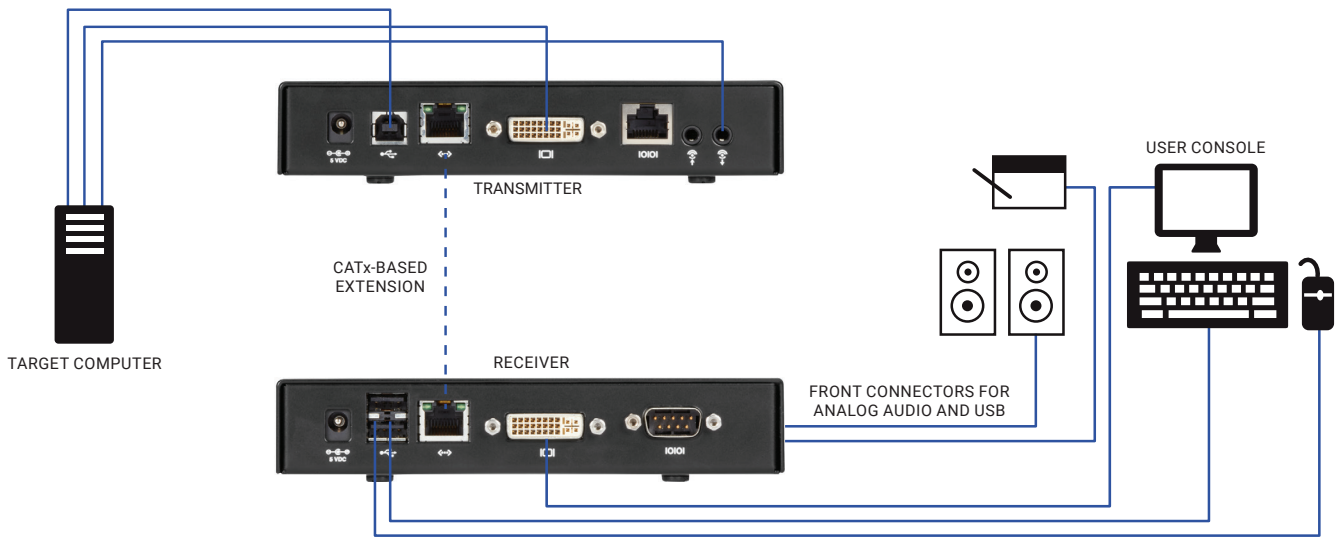 5 VDC
IOIOI
TRANSMITTER
USER CONSOLE
CATx-BASED
EXTENSION
TARGET COMPUTER
RECEIVER
FRONT CONNECTORS FOR
ANALOG AUDIO AND USB
5 VDC
IOIOI